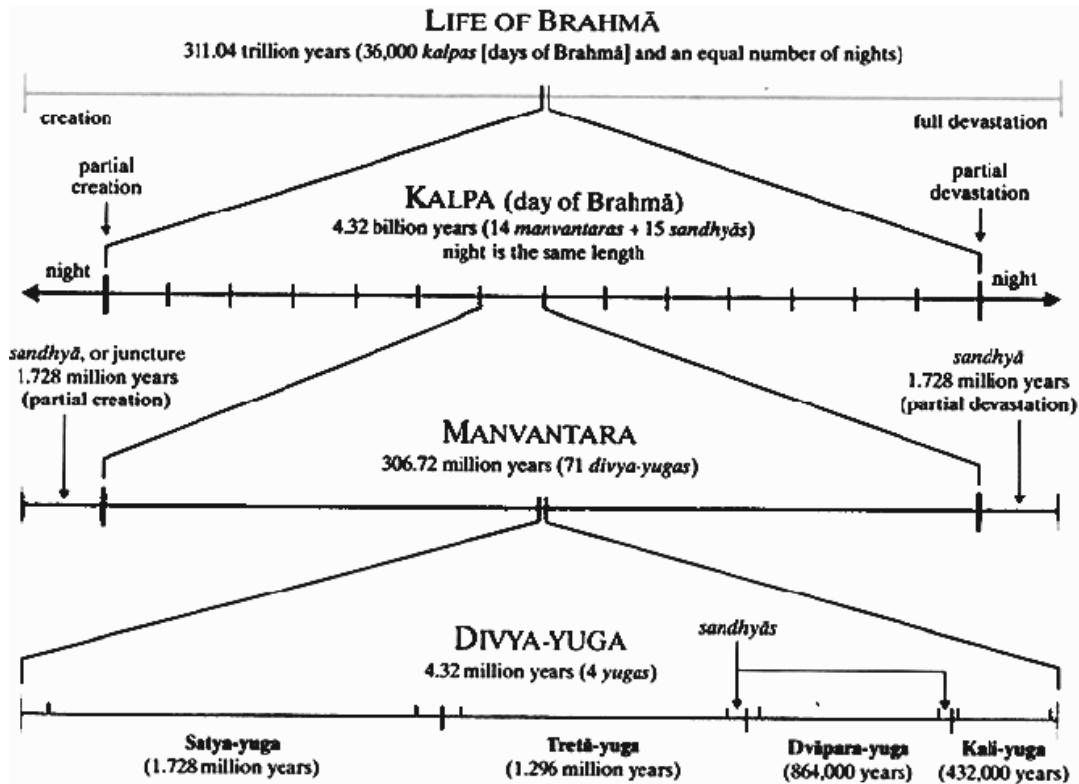 LIFE OF BRAHMĀ
311.04 trillion years (36,000 kalpas [days of Brahmā] and an equal number of nights)
creation
full devastation
partial
creation
partial
devastation
KALPA (day of Brahmā)
4.32 billion years (14 manvantaras + 15 sandhyās)
night is the same length
night
night
sandhyā, or juncture
1.728 million years
(partial creation)
sandhyā
1.728 million years
(partial devastation)
MANVANTARA
306.72 million years (71 divya-yugas)
DIVYA-YUGA
4.32 million years (4 yugas)
sandhyās
Satya-yuga
(1.728 million years)
Tretā-yuga
(1.296 million years)
Dvāpara-yuga
(864,000 years)
Kali-yuga
(432,000 years)